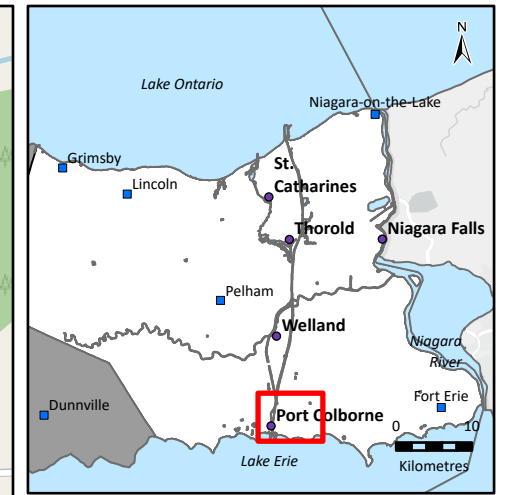 N
Lake Ontario
Niagara-on-the-Lake
Grimsby
St.
Catharines
Lincoln
Thorold
Niagara Falls
Pelham
Welland
Niagara
River
Dunnville
Fort Erie
Port Colborne
0 10
Kilometres
Lake Erie